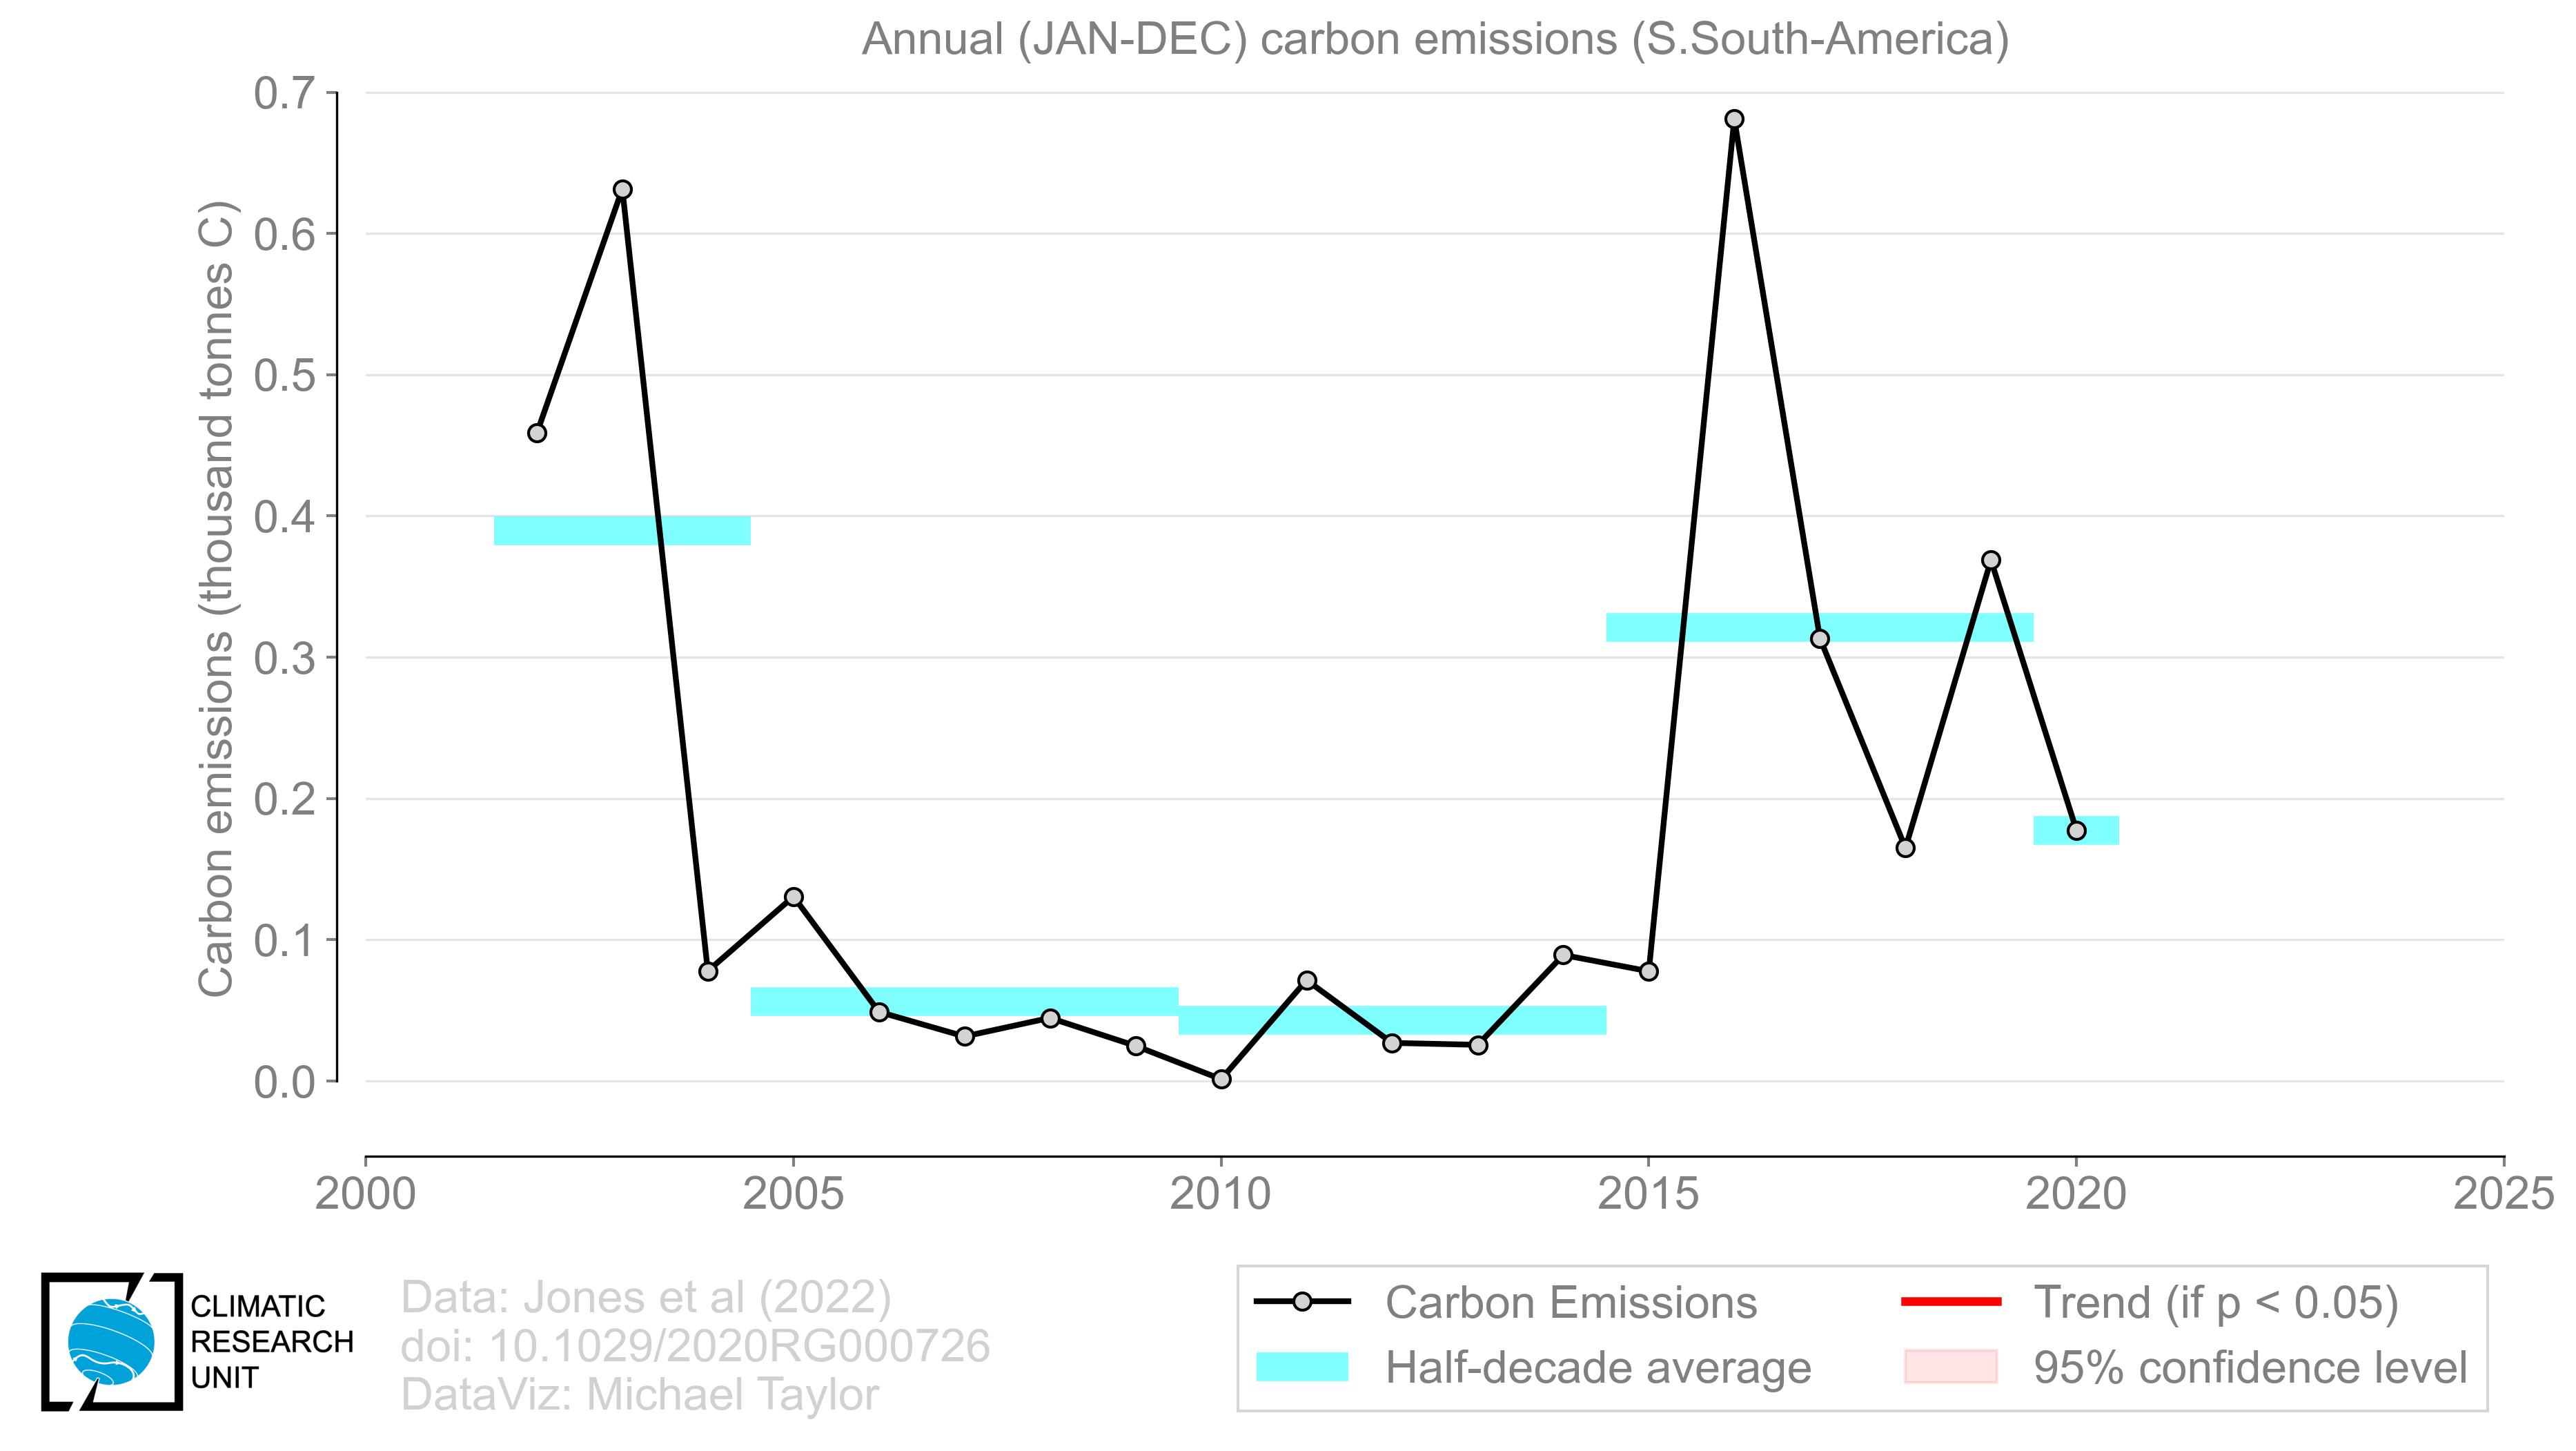 Annual (JAN-DEC) carbon emissions (S.South-America)
Carbon emissions (thousand tonnes C)
0.7
0.6
0.5
0.4
0.3
0.2
0.1
0.0
2000 2005 2010 2015 2020 2025
CLIMATIC
RESEARCH
UNIT
Data: Jones et al (2022)
doi: 10.1029/2020RG000726
DataViz: Michael Taylor
Carbon Emissions
Half-decade average
Trend (if p < 0.05)
95% confidence level